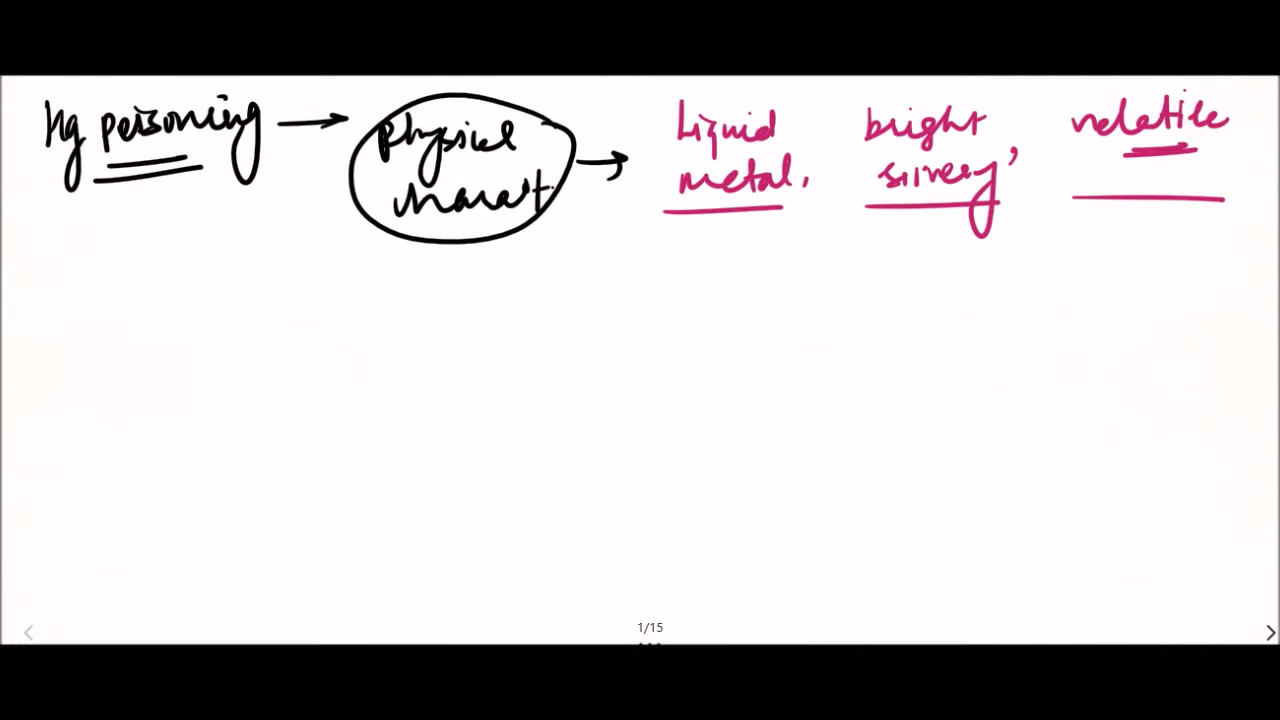 Hg poisoning → physical charact. → Liquid metal, bright silvery, volatile
1/15